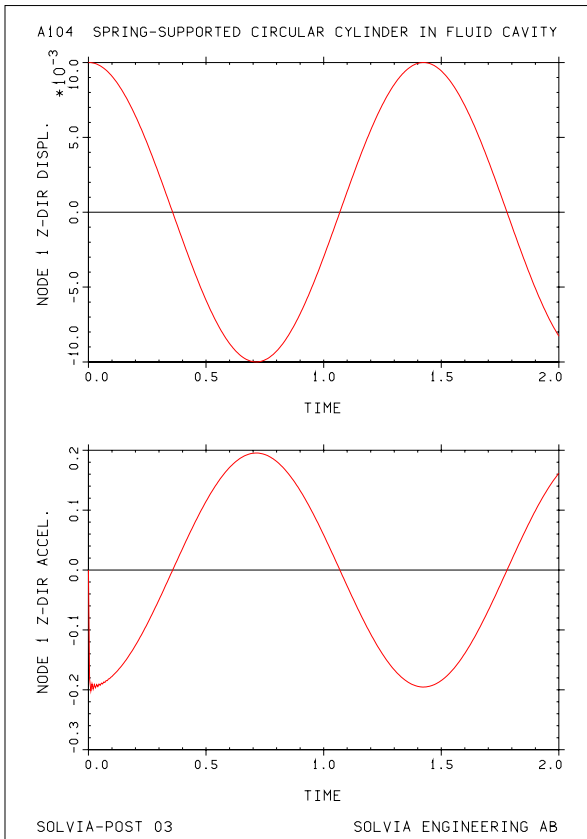 A104 SPRING-SUPPORTED CIRCULAR CYLINDER IN FLUID CAVITY
*10-3
10.0
5.0
0.0
-5.0
-10.0
NODE 1 Z-DIR DISPL.
0.0 0.5 1.0 1.5 2.0
TIME
0.2
0.1
0.0
-0.1
-0.2
-0.3
NODE 1 Z-DIR ACCEL.
0.0 0.5 1.0 1.5 2.0
TIME
SOLVIA-POST 03 SOLVIA ENGINEERING AB